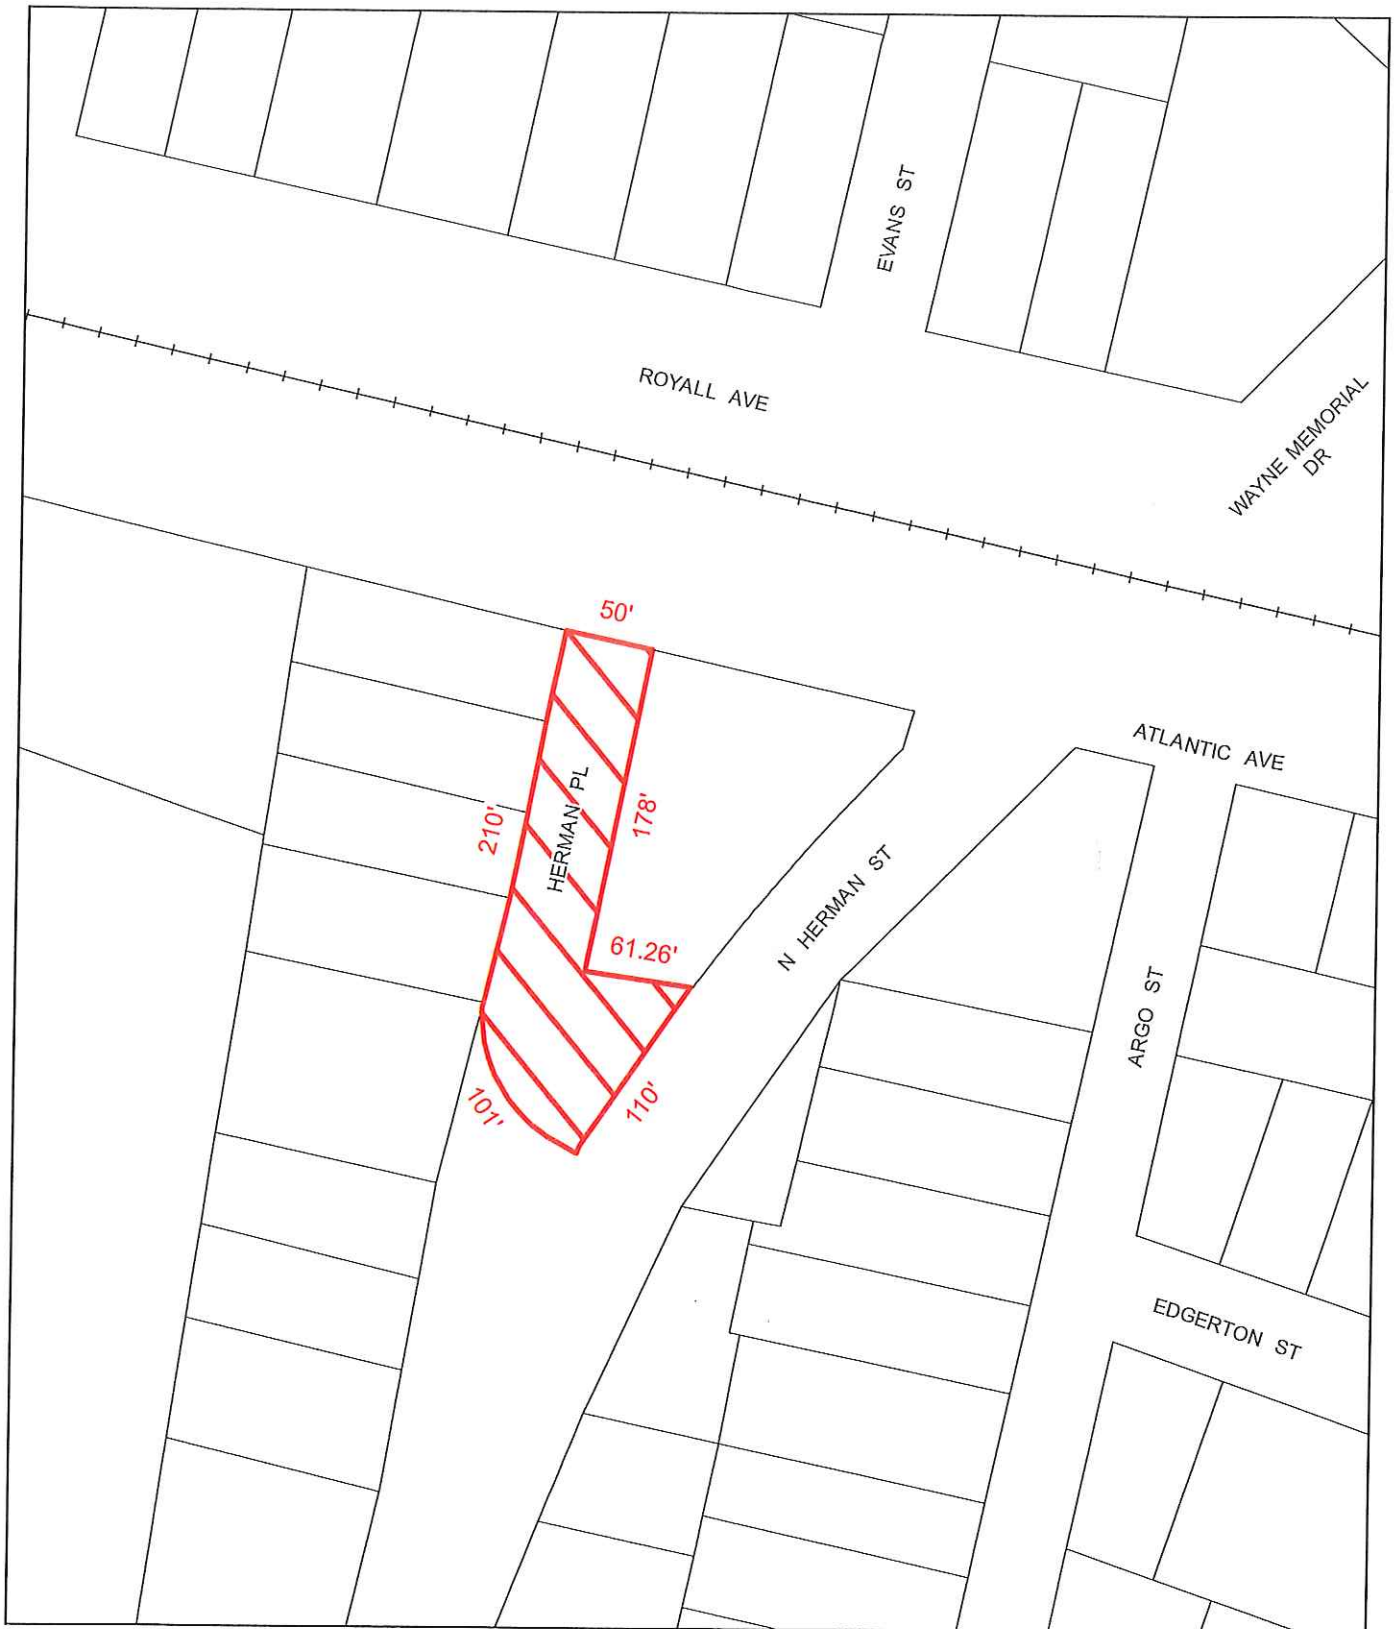 EVANS ST
ROYALL AVE
WAYNE MEMORIAL
DR
50'
ATLANTIC AVE
HERMAN PL
210'
178'
N HERMAN ST
61.26'
ARGO ST
101'
110'
EDGERTON ST